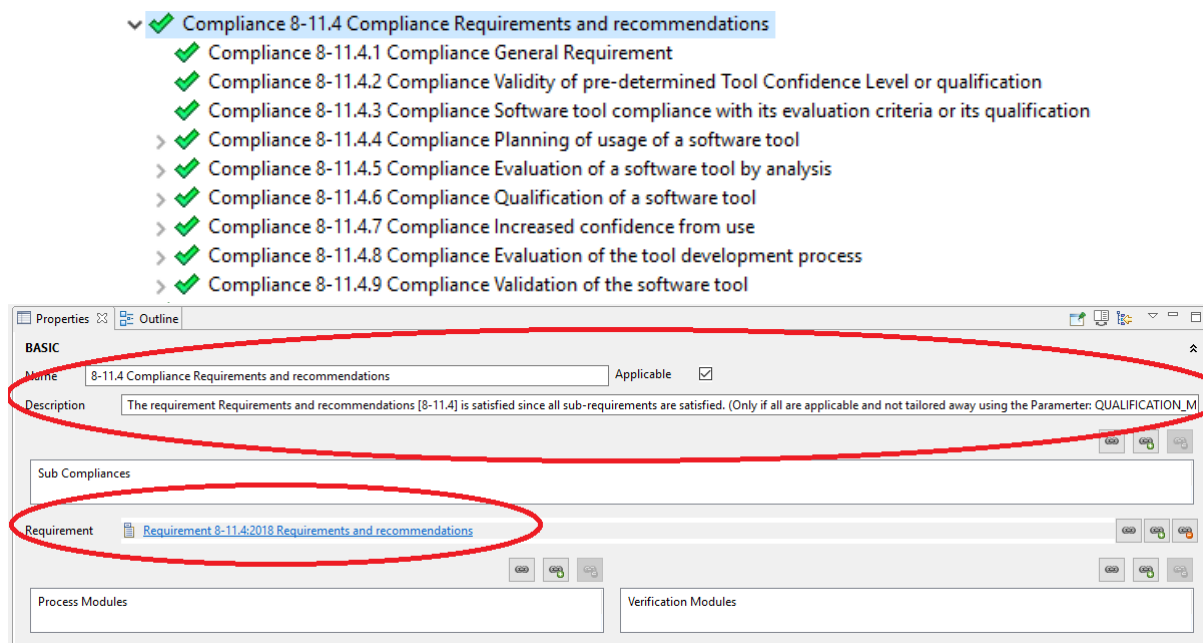 Compliance 8-11.4 Compliance Requirements and recommendations
Compliance 8-11.4.1 Compliance General Requirement
Compliance 8-11.4.2 Compliance Validity of pre-determined Tool Confidence Level or qualification
Compliance 8-11.4.3 Compliance Software tool compliance with its evaluation criteria or its qualification
Compliance 8-11.4.4 Compliance Planning of usage of a software tool
Compliance 8-11.4.5 Compliance Evaluation of a software tool by analysis
Compliance 8-11.4.6 Compliance Qualification of a software tool
Compliance 8-11.4.7 Compliance Increased confidence from use
Compliance 8-11.4.8 Compliance Evaluation of the tool development process
Compliance 8-11.4.9 Compliance Validation of the software tool
Properties Outline
BASIC
Name 8-11.4 Compliance Requirements and recommendations Applicable
Description The requirement Requirements and recommendations [8-11.4] is satisfied since all sub-requirements are satisfied. (Only if all are applicable and not tailored away using the Paramerter: QUALIFICATION_M
Sub Compliances
Requirement Requirement 8-11.4:2018 Requirements and recommendations
Process Modules Verification Modules